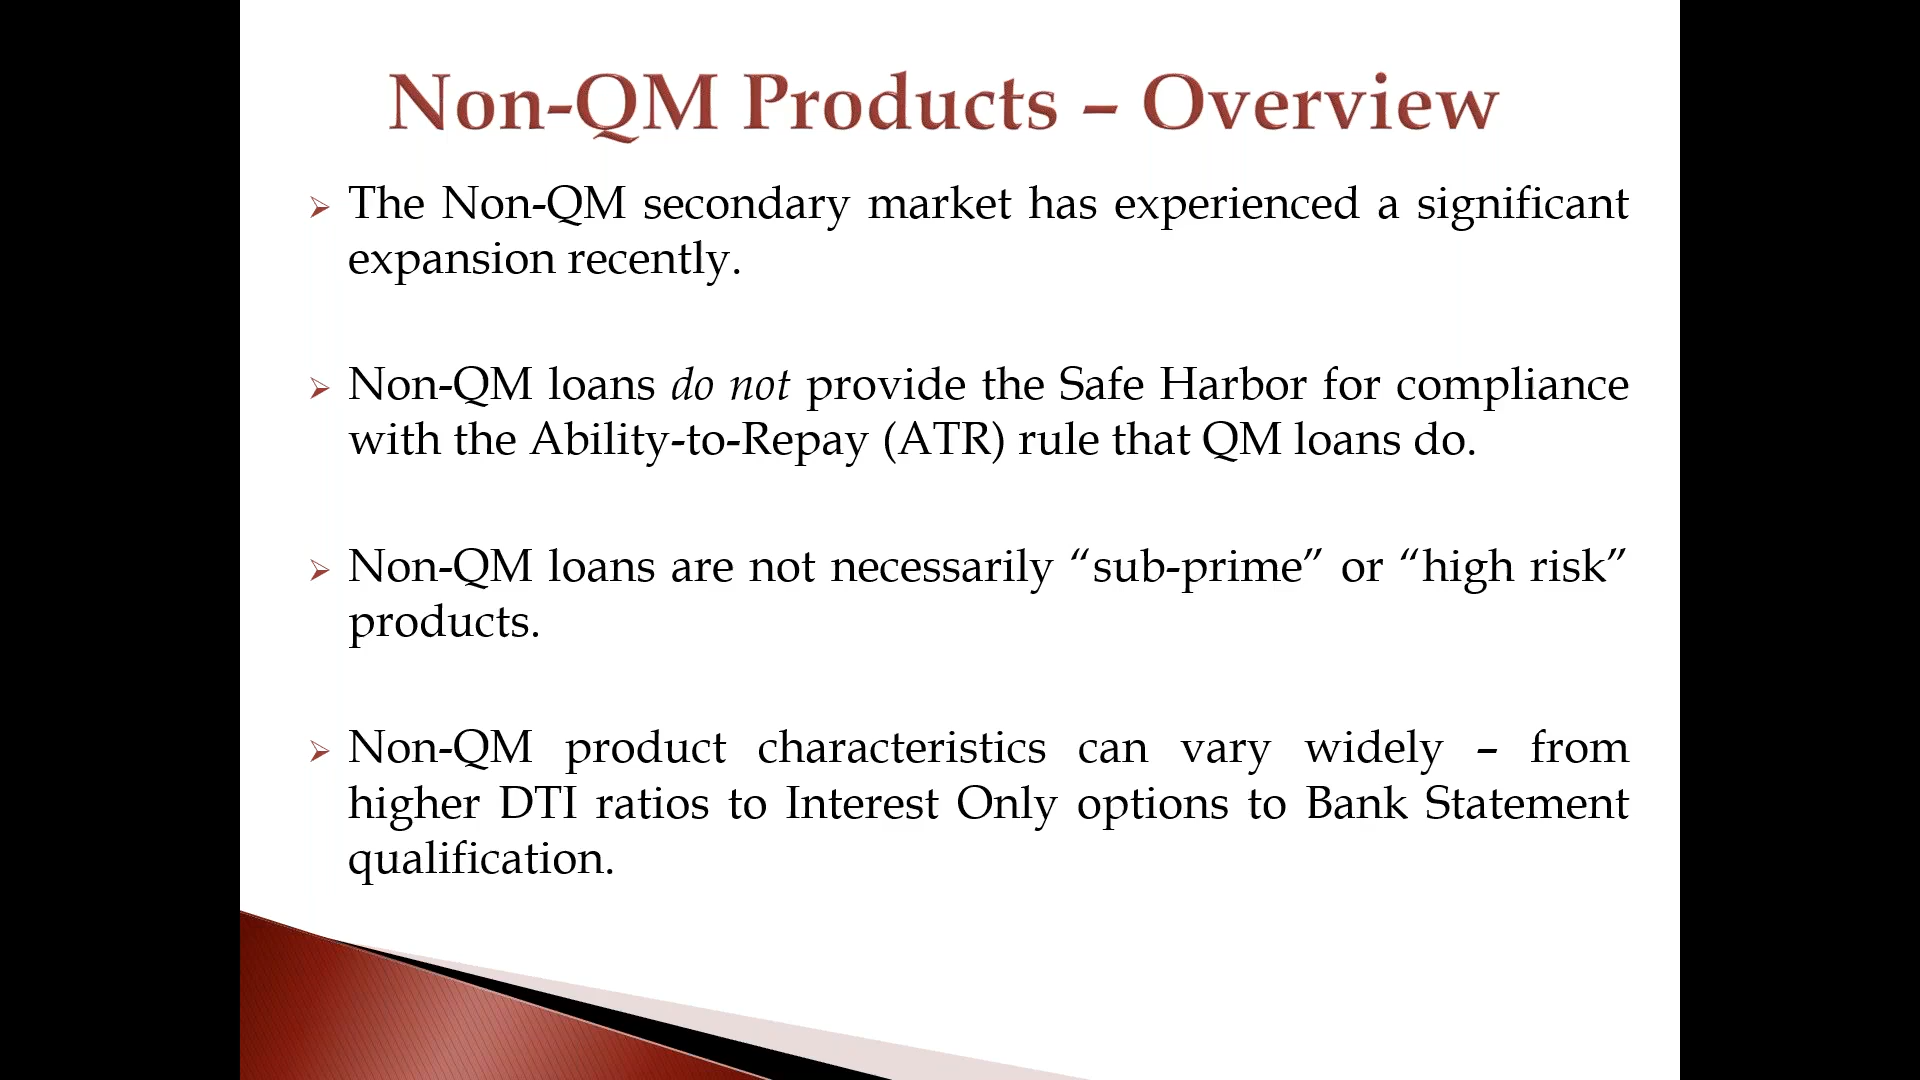 Non-QM Products – Overview
The Non-QM secondary market has experienced a significant
expansion recently.
Non-QM loans do not provide the Safe Harbor for compliance
with the Ability-to-Repay (ATR) rule that QM loans do.
Non-QM loans are not necessarily “sub-prime” or “high risk”
products.
Non-QM product characteristics can vary widely – from
higher DTI ratios to Interest Only options to Bank Statement
qualification.